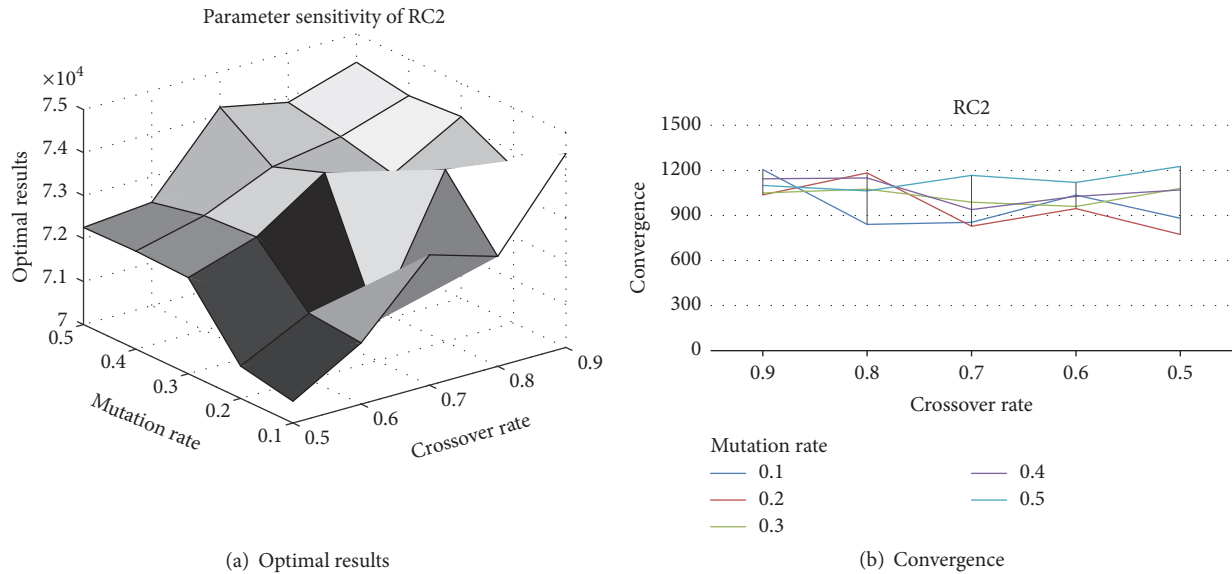 Parameter sensitivity of RC2
×10⁴
7.5
7.4
7.3
7.2
7.1
7
Optimal results
0.5
0.4
0.3
0.2
0.1
Mutation rate
0.5
0.6
0.7
0.8
0.9
Crossover rate
(a) Optimal results
RC2
1500
1200
900
600
300
0
Convergence
0.9 0.8 0.7 0.6 0.5
Crossover rate
Mutation rate
0.1
0.2
0.3
0.4
0.5
(b) Convergence